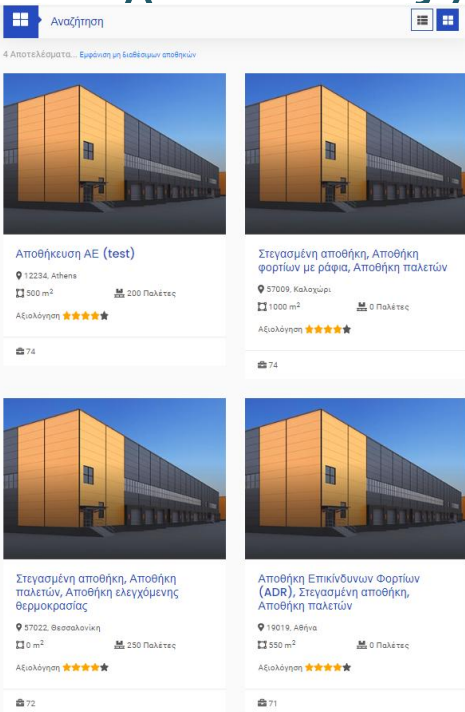 Αναζήτηση
4 Αποτελέσματα... Εμφάνιση μη διαθέσιμων αποθηκών
Αποθήκευση ΑΕ (test)
12234, Athens
500 m²
200 Παλέτες
Αξιολόγηση
74
Στεγασμένη αποθήκη, Αποθήκη
φορτίων με ράφια, Αποθήκη παλετών
57009, Καλοχώρι
1000 m²
0 Παλέτες
Αξιολόγηση
74
Στεγασμένη αποθήκη, Αποθήκη
παλετών, Αποθήκη ελεγχόμενης
θερμοκρασίας
57022, Θεσσαλονίκη
0 m²
250 Παλέτες
Αξιολόγηση
72
Αποθήκη Επικίνδυνων Φορτίων
(ADR), Στεγασμένη αποθήκη,
Αποθήκη παλετών
19019, Αθήνα
550 m²
0 Παλέτες
Αξιολόγηση
71